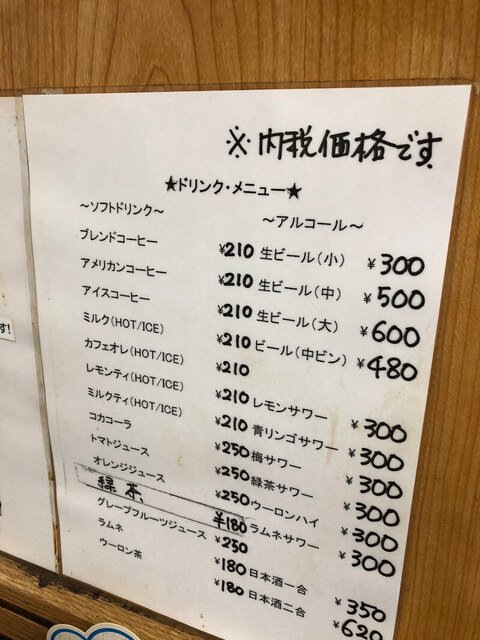 ※内税価格です
★ドリンク・メニュー★
～ソフトドリンク～ ～アルコール～
ブレンドコーヒー ¥210 生ビール(小) ¥300
アメリカンコーヒー ¥210 生ビール(中) ¥500
アイスコーヒー ¥210 生ビール(大) ¥600
ミルク(HOT/ICE) ¥210 ビール(中ビン) ¥480
カフェオレ(HOT/ICE) ¥210
レモンティ(HOT/ICE) ¥210 レモンサワー ¥300
ミルクティ(HOT/ICE) ¥210 青リンゴサワー ¥300
コカコーラ ¥250 梅サワー ¥300
トマトジュース ¥250 緑茶サワー ¥300
オレンジジュース ¥250 ウーロンハイ ¥300
緑茶、 ¥180 ラムネサワー ¥300
グレープフルーツジュース ¥250
ラムネ ¥180 日本酒一合 ¥350
ウーロン茶 ¥180 日本酒二合 ¥620
す!